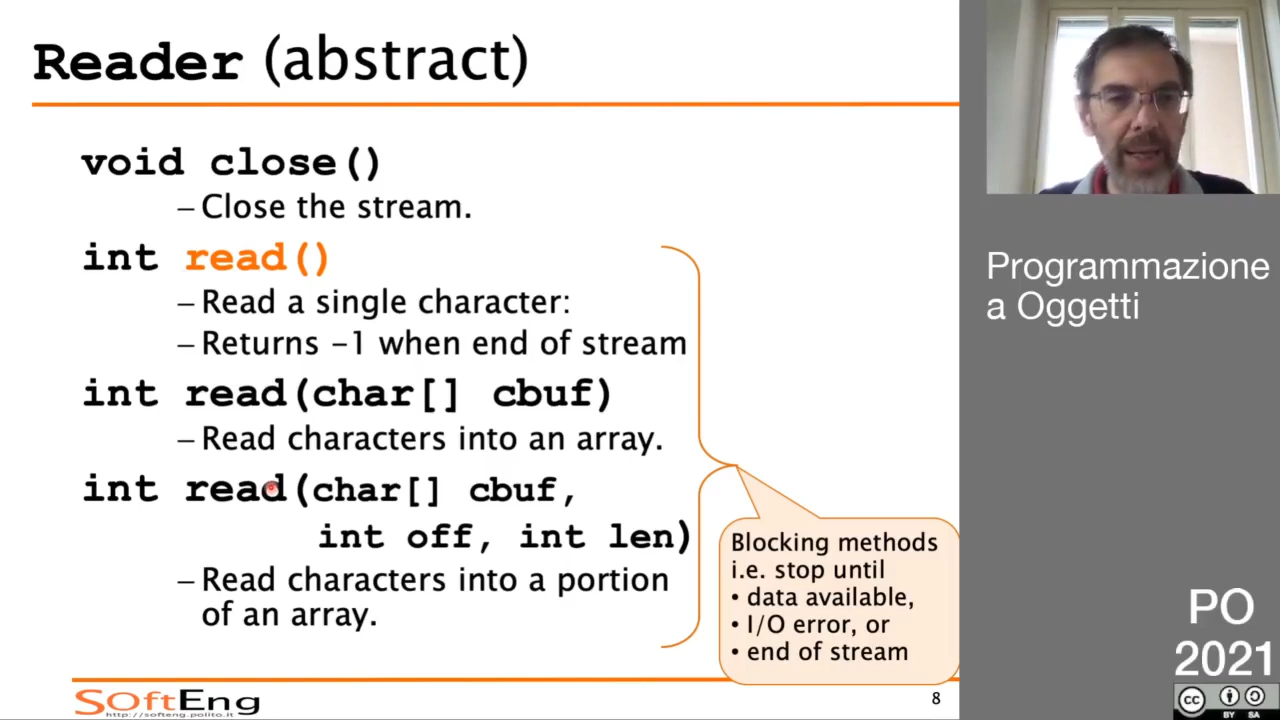 Reader (abstract)
void close()
– Close the stream.
int read()
– Read a single character:
– Returns -1 when end of stream
int read(char[] cbuf)
– Read characters into an array.
int read(char[] cbuf,
int off, int len)
– Read characters into a portion
of an array.
Blocking methods
i.e. stop until
• data available,
• I/O error, or
• end of stream
SOftEng
http://softeng.polito.it
8
Programmazione
a Oggetti
PO
2021
cc
BY SA